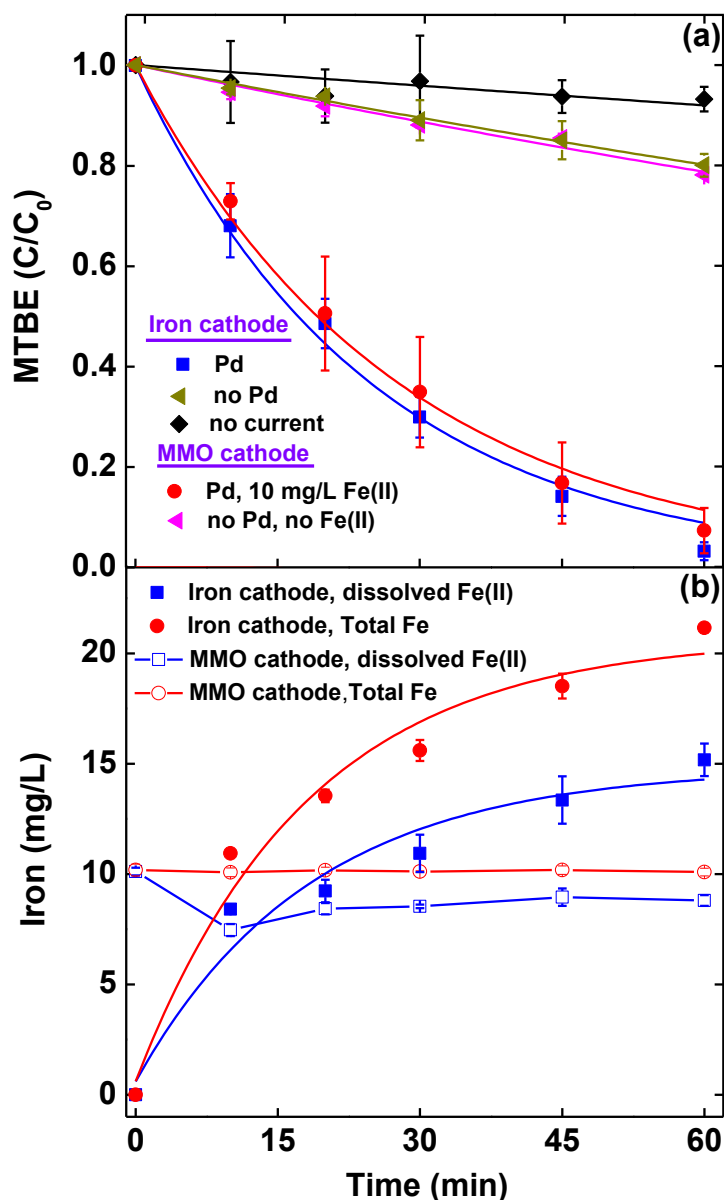 (a)
1.0
0.8
0.6
0.4
0.2
0.0
MTBE (C/C0)
Iron cathode
Pd
no Pd
no current
MMO cathode
Pd, 10 mg/L Fe(II)
no Pd, no Fe(II)
(b)
Iron cathode, dissolved Fe(II)
Iron cathode, Total Fe
MMO cathode, dissolved Fe(II)
MMO cathode,Total Fe
20
15
10
5
0
Iron (mg/L)
0 15 30 45 60
Time (min)